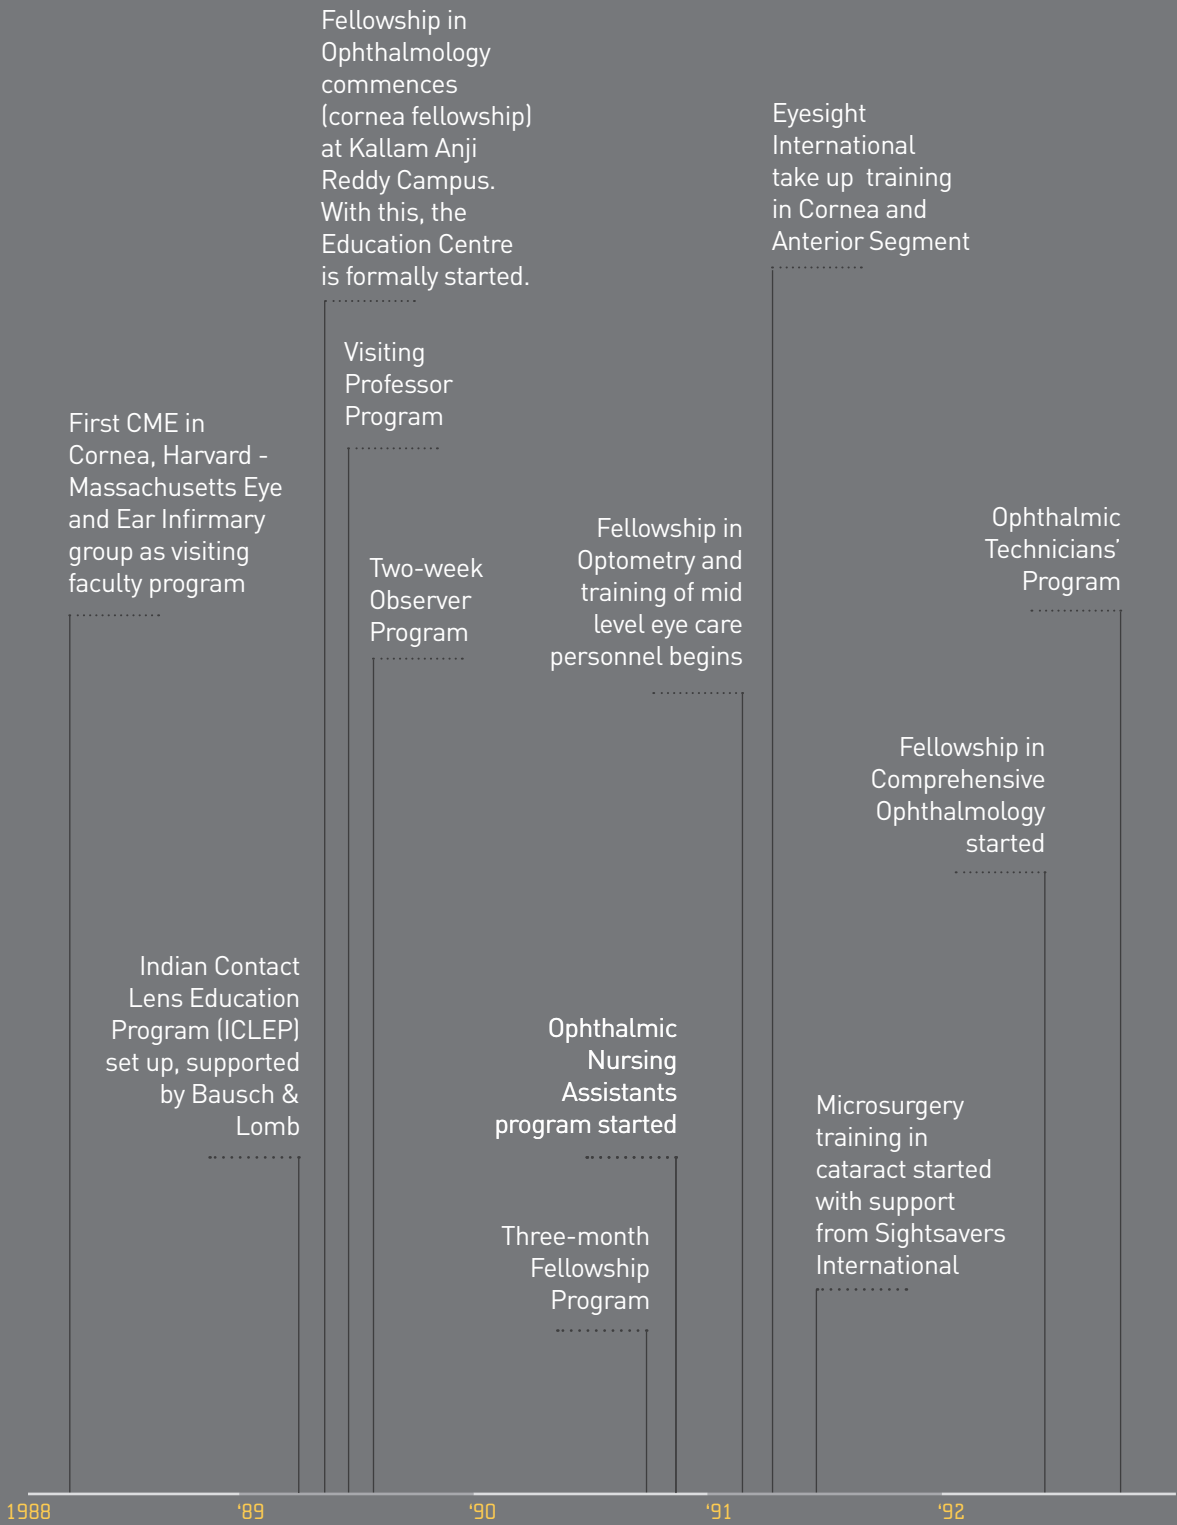 Fellowship in
Ophthalmology
commences
(cornea fellowship)
at Kallam Anji
Reddy Campus.
With this, the
Education Centre
is formally started.
Eyesight
International
take up  training
in Cornea and
Anterior Segment
Visiting
Professor
Program
First CME in
Cornea, Harvard -
Massachusetts Eye
and Ear Infirmary
group as visiting
faculty program
Two-week
Observer
Program
Fellowship in
Optometry and
training of mid
level eye care
personnel begins
Ophthalmic
Technicians’
Program
Fellowship in
Comprehensive
Ophthalmology
started
Indian Contact
Lens Education
Program (ICLEP)
set up, supported
by Bausch &
Lomb
Ophthalmic
Nursing
Assistants
program started
Three-month
Fellowship
Program
Microsurgery
training in
cataract started
with support
from Sightsavers
International
1988 ‘89 ‘90 ‘91 ‘92